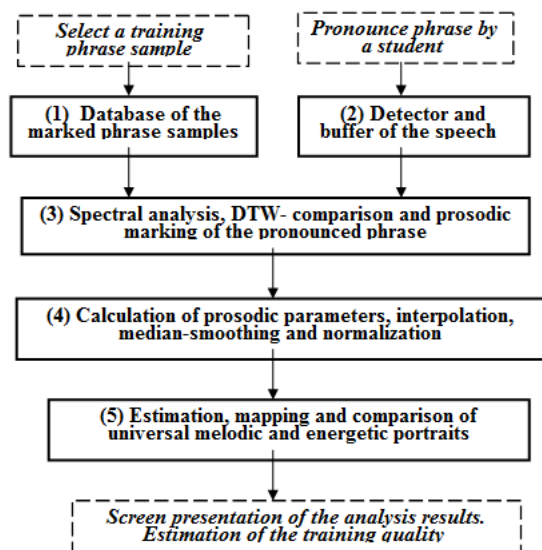 Select a training
phrase sample
Pronounce phrase by
a student
(1) Database of the
marked phrase samples
(2) Detector and
buffer of the speech
(3) Spectral analysis, DTW- comparison and prosodic
marking of the pronounced phrase
(4) Calculation of prosodic parameters, interpolation,
median-smoothing and normalization
(5) Estimation, mapping and comparison of
universal melodic and energetic portraits
Screen presentation of the analysis results.
Estimation of the training quality